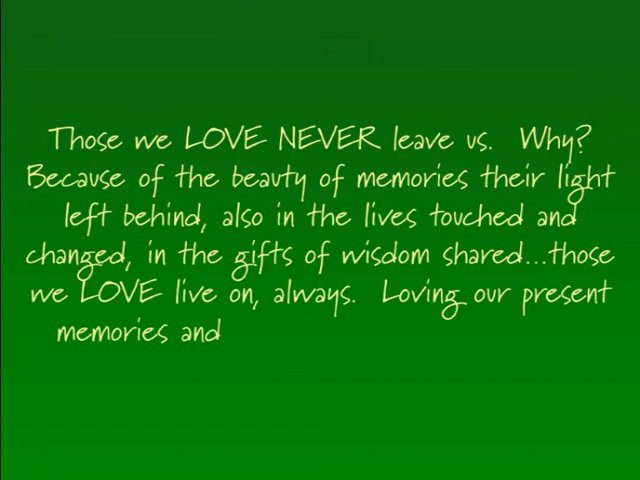 Those we LOVE NEVER leave us. Why?
Because of the beauty of memories their light
left behind, also in the lives touched and
changed, in the gifts of wisdom shared...those
we LOVE live on, always. Loving our present
memories and